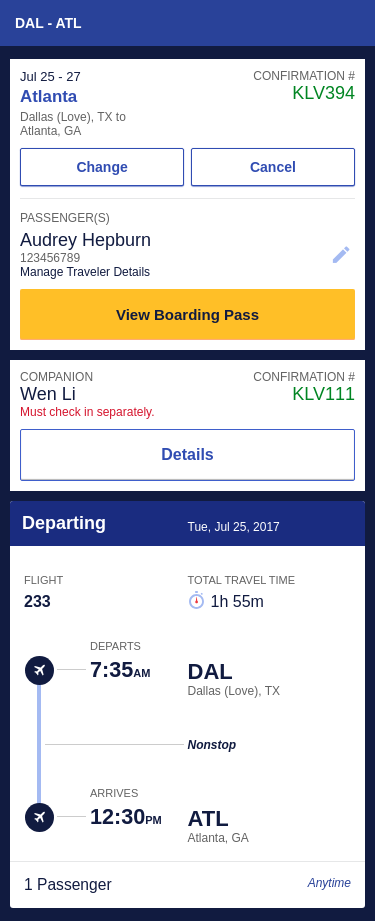 DAL - ATL
Jul 25 - 27
CONFIRMATION #
Atlanta
KLV394
Dallas (Love), TX to
Atlanta, GA
Change
Cancel
PASSENGER(S)
Audrey Hepburn
123456789
Manage Traveler Details
View Boarding Pass
COMPANION
CONFIRMATION #
Wen Li
KLV111
Must check in separately.
Details
Departing
Tue, Jul 25, 2017
FLIGHT
TOTAL TRAVEL TIME
233
1h 55m
DEPARTS
7:35AM
DAL
Dallas (Love), TX
Nonstop
ARRIVES
12:30PM
ATL
Atlanta, GA
1 Passenger
Anytime